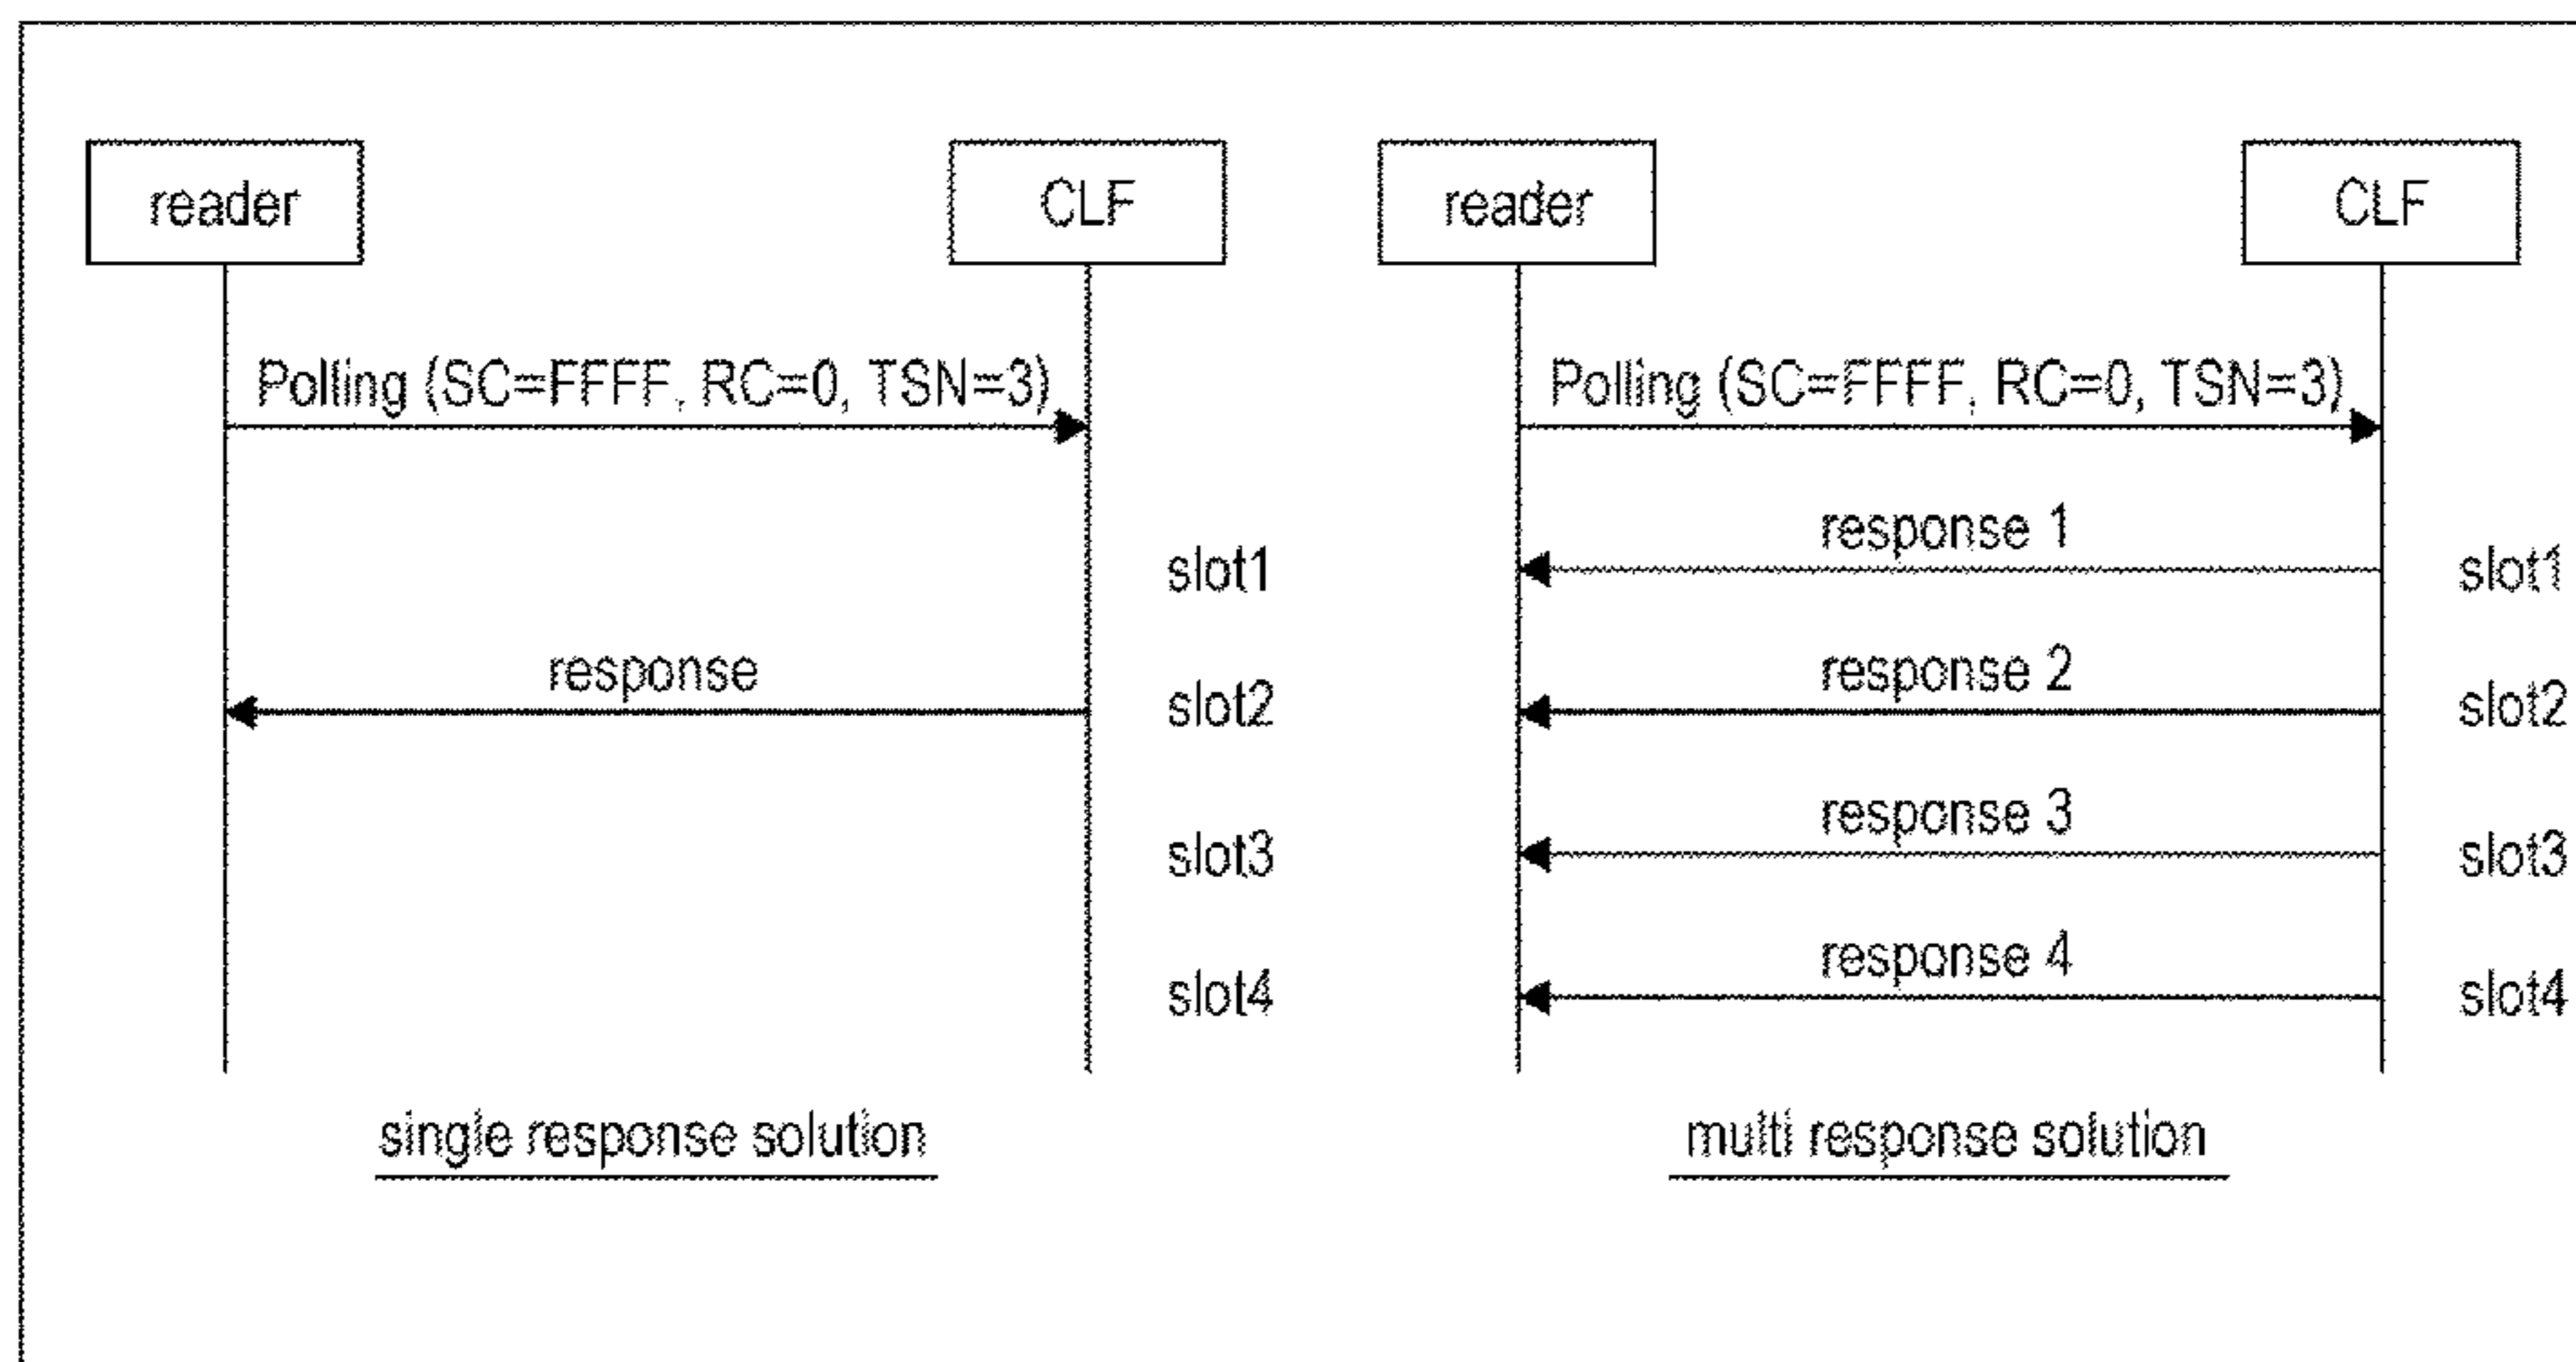 reader
CLF
Polling (SC=FFFF, RC=0, TSN=3)
slot1
response
slot2
slot3
slot4
single response solution
reader
CLF
Polling (SC=FFFF, RC=0, TSN=3)
response 1
slot1
response 2
slot2
response 3
slot3
response 4
slot4
multi response solution